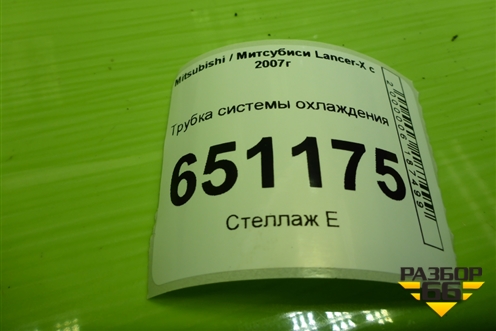 Mitsubishi / Митсубиси Lancer-X с
2007г
Трубка системы охлаждения
651175
Стеллаж Е
РАЗБОР
66